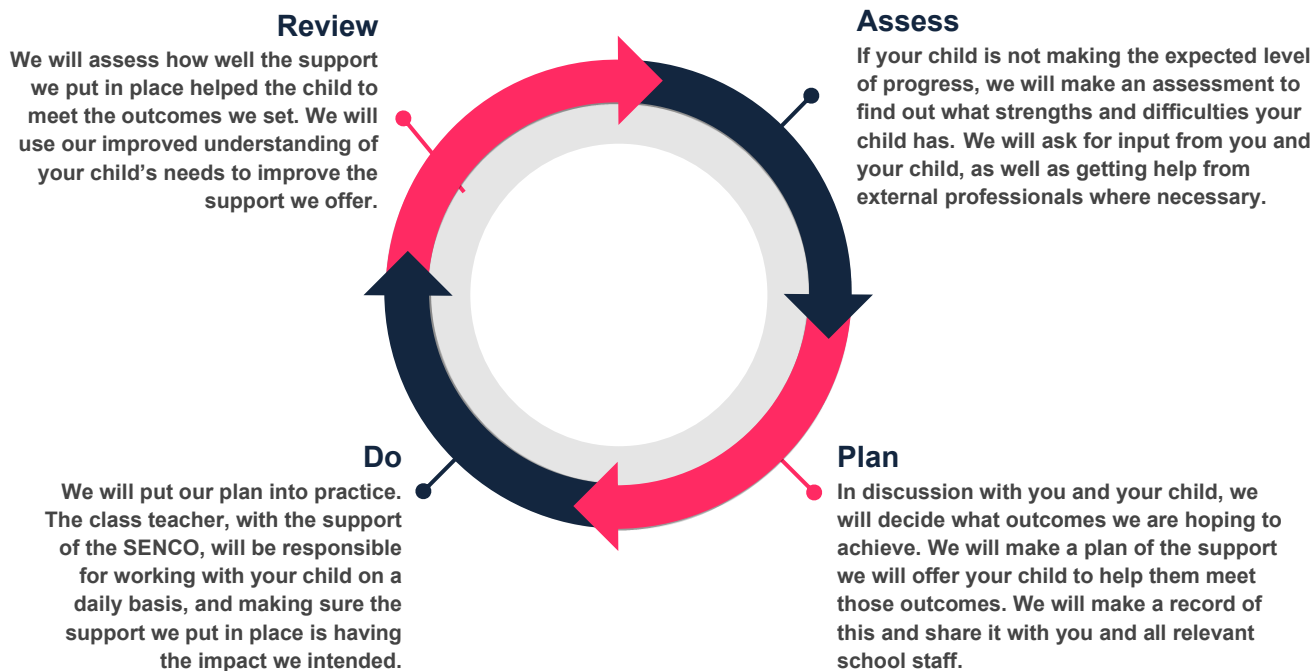 Review
We will assess how well the support
we put in place helped the child to
meet the outcomes we set. We will
use our improved understanding of
your child’s needs to improve the
support we offer.
Assess
If your child is not making the expected level
of progress, we will make an assessment to
find out what strengths and difficulties your
child has. We will ask for input from you and
your child, as well as getting help from
external professionals where necessary.
Do
We will put our plan into practice.
The class teacher, with the support
of the SENCO, will be responsible
for working with your child on a
daily basis, and making sure the
support we put in place is having
the impact we intended.
Plan
In discussion with you and your child, we
will decide what outcomes we are hoping to
achieve. We will make a plan of the support
we will offer your child to help them meet
those outcomes. We will make a record of
this and share it with you and all relevant
school staff.